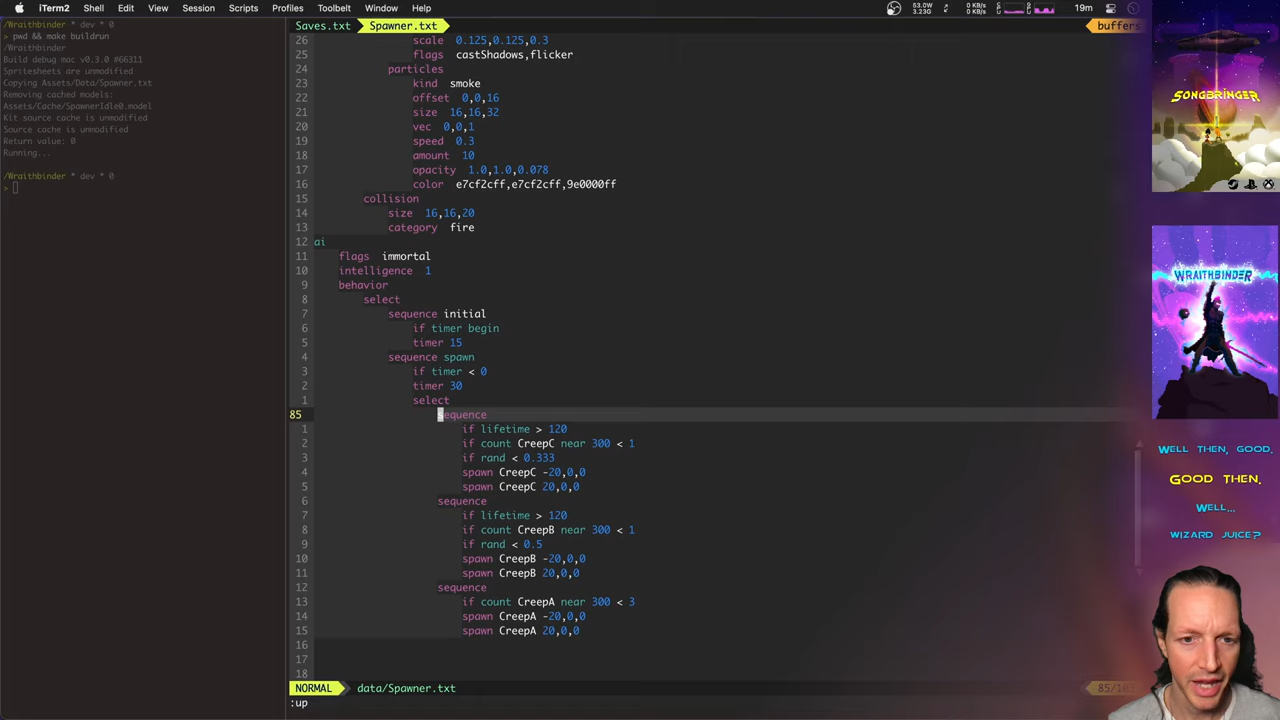 iTerm2 Shell Edit View Session Scripts Profiles Toolbelt Window Help
53.0W 3.23G 0 KB/s 0 KB/s 19m
/Wraithbinder * dev * 0
> pwd && make buildrun
/Wraithbinder
Build debug mac v0.3.0 #66311
Spritesheets are unmodified
Copying Assets/Data/Spawner.txt
Removing cached models:
Assets/Cache/SpawnerIdle0.model
Kit source cache is unmodified
Source cache is unmodified
Return value: 0
Running...
/Wraithbinder * dev * 0
>
Saves.txt Spawner.txt buffers
26 scale 0.125,0.125,0.3
25 flags castShadows,flicker
24 particles
23 kind smoke
22 offset 0,0,16
21 size 16,16,32
20 vec 0,0,1
19 speed 0.3
18 amount 10
17 opacity 1.0,1.0,0.078
16 color e7cf2cff,e7cf2cff,9e0000ff
15 collision
14 size 16,16,20
13 category fire
12 ai
11 flags immortal
10 intelligence 1
9 behavior
8 select
7 sequence initial
6 if timer begin
5 timer 15
4 sequence spawn
3 if timer < 0
2 timer 30
1 select
85 sequence
1 if lifetime > 120
2 if count CreepC near 300 < 1
3 if rand < 0.333
4 spawn CreepC -20,0,0
5 spawn CreepC 20,0,0
6 sequence
7 if lifetime > 120
8 if count CreepB near 300 < 1
9 if rand < 0.5
10 spawn CreepB -20,0,0
11 spawn CreepB 20,0,0
12 sequence
13 if count CreepA near 300 < 3
14 spawn CreepA -20,0,0
15 spawn CreepA 20,0,0
16
17
18
NORMAL data/Spawner.txt
:up
SONGBRINGER
WRAITHBINDER
WELL THEN, GOOD.
GOOD THEN.
WELL...
WIZARD JUICE?